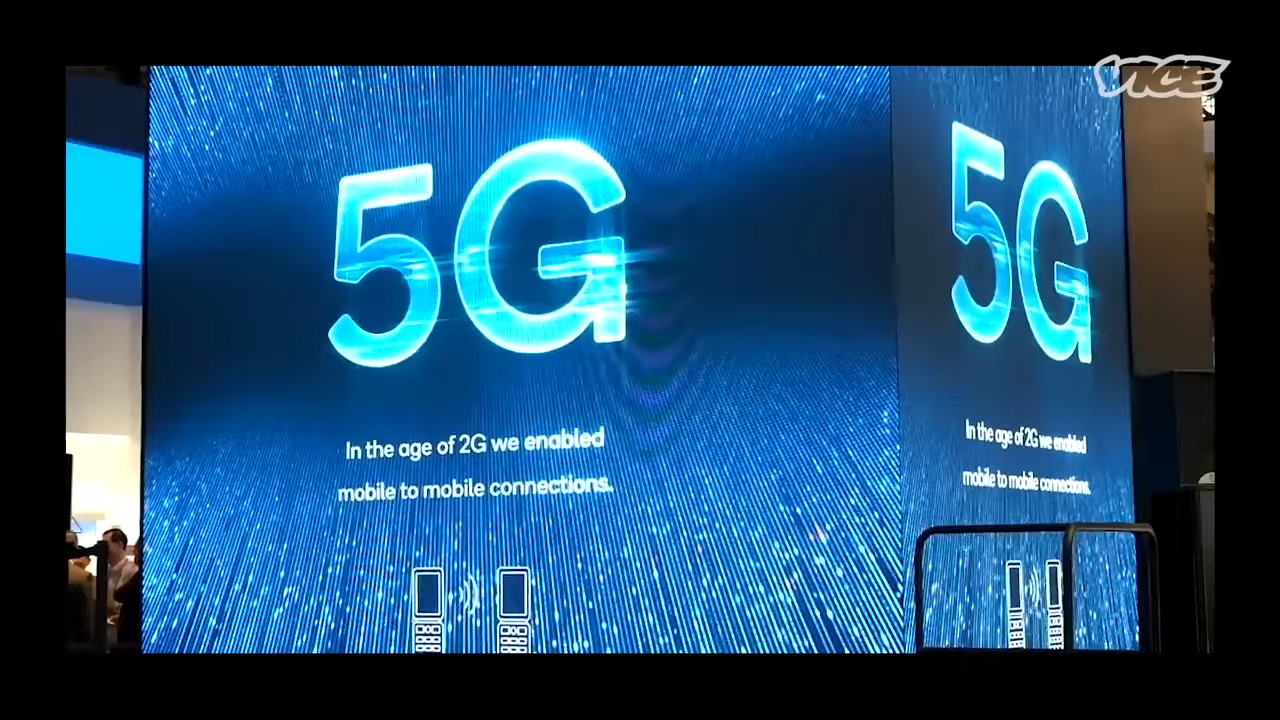 VICE
5G
5G
In the age of 2G we enabled
mobile to mobile connections.
In the age of 2G we enabled
mobile to mobile connections.